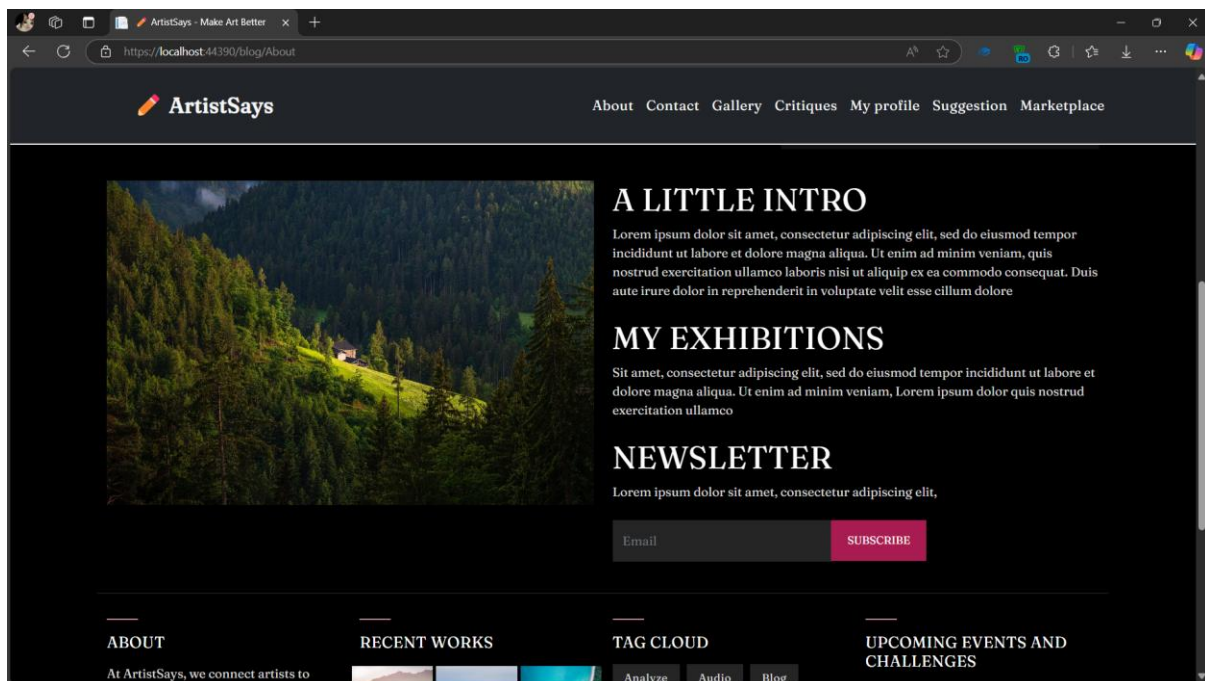 ArtistSays - Make Art Better
https://localhost:44390/blog/About
ArtistSays
About Contact Gallery Critiques My profile Suggestion Marketplace
A LITTLE INTRO
Lorem ipsum dolor sit amet, consectetur adipiscing elit, sed do eiusmod tempor
incididunt ut labore et dolore magna aliqua. Ut enim ad minim veniam, quis
nostrud exercitation ullamco laboris nisi ut aliquip ex ea commodo consequat. Duis
aute irure dolor in reprehenderit in voluptate velit esse cillum dolore
MY EXHIBITIONS
Sit amet, consectetur adipiscing elit, sed do eiusmod tempor incididunt ut labore et
dolore magna aliqua. Ut enim ad minim veniam, Lorem ipsum dolor quis nostrud
exercitation ullamco
NEWSLETTER
Lorem ipsum dolor sit amet, consectetur adipiscing elit,
Email
SUBSCRIBE
ABOUT
At ArtistSays, we connect artists to
RECENT WORKS
TAG CLOUD
Analyze Audio Blog
UPCOMING EVENTS AND
CHALLENGES